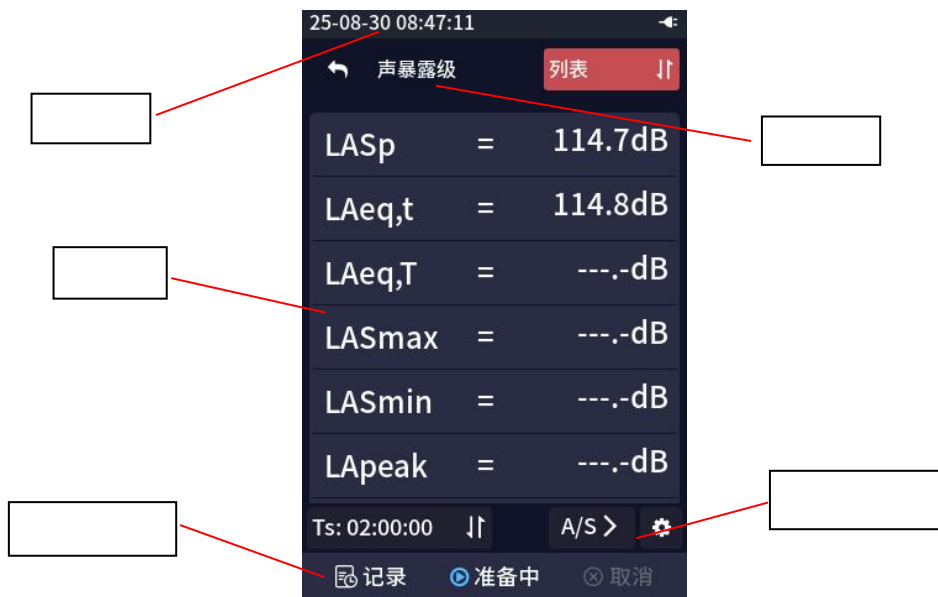 25-08-30 08:47:11
声暴露级 列表
LASp = 114.7dB
LAeq,t = 114.8dB
LAeq,T = ---.-dB
LASmax = ---.-dB
LASmin = ---.-dB
LApeak = ---.-dB
Ts: 02:00:00 A/S >
记录 准备中 取消